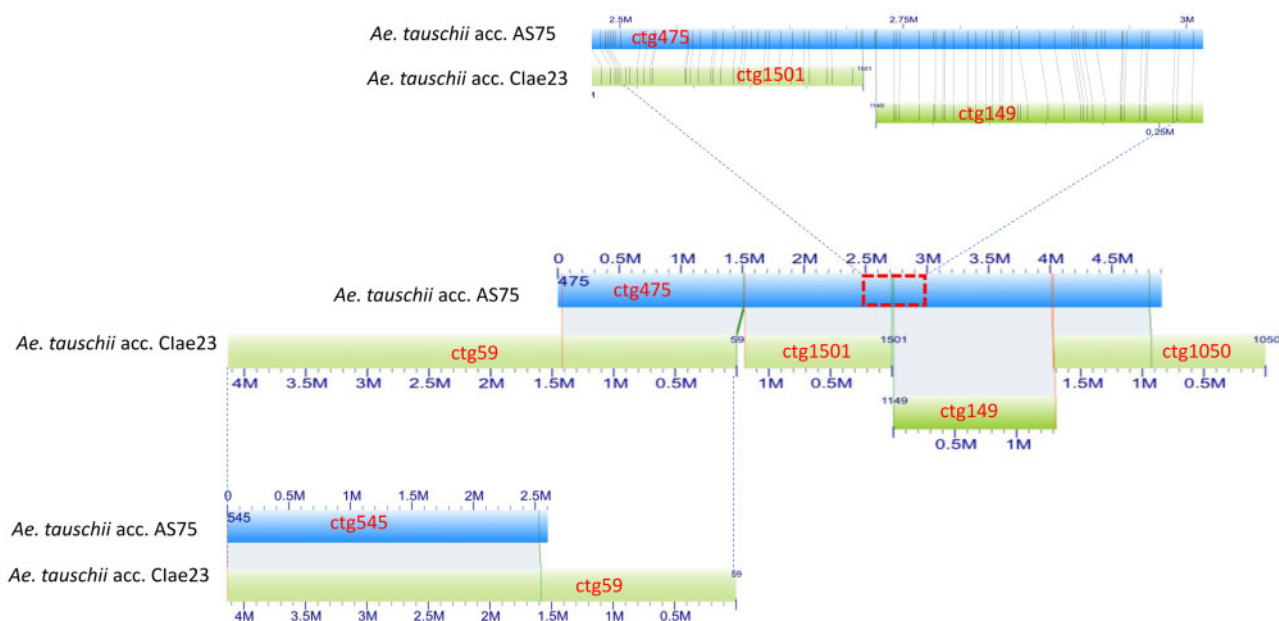 2.5M 2.75M 3M
Ae. tauschii acc. AS75 ctg475
Ae. tauschii acc. Clae23 ctg1501 1501
M 1149 ctg149
0.25M
0 0.5M 1M 1.5M 2M 2.5M 3M 3.5M 4M 4.5M
475
Ae. tauschii acc. AS75 ctg475
Ae. tauschii acc. Clae23 ctg59 59 ctg1501 1501 ctg1050 1050
4M 3.5M 3M 2.5M 2M 1.5M 1M 0.5M 1M 0.5M 1.5M 1M 0.5M
1149 ctg149
0.5M 1M
0 0.5M 1M 1.5M 2M 2.5M
545
Ae. tauschii acc. AS75 ctg545
Ae. tauschii acc. Clae23 ctg59 59
4M 3.5M 3M 2.5M 2M 1.5M 1M 0.5M